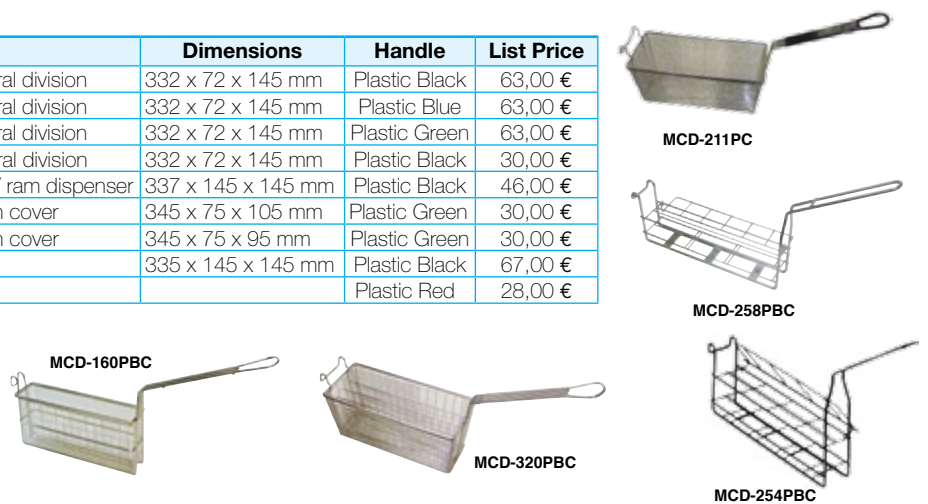 Dimensions Handle List Price
ral division 332 x 72 x 145 mm Plastic Black 63,00 €
ral division 332 x 72 x 145 mm Plastic Blue 63,00 €
ral division 332 x 72 x 145 mm Plastic Green 63,00 €
ral division 332 x 72 x 145 mm Plastic Black 30,00 €
ram dispenser 337 x 145 x 145 mm Plastic Black 46,00 €
cover 345 x 75 x 105 mm Plastic Green 30,00 €
cover 345 x 75 x 95 mm Plastic Green 30,00 €
335 x 145 x 145 mm Plastic Black 67,00 €
Plastic Red 28,00 €
MCD-211PC
MCD-258PBC
MCD-160PBC
MCD-320PBC
MCD-254PBC